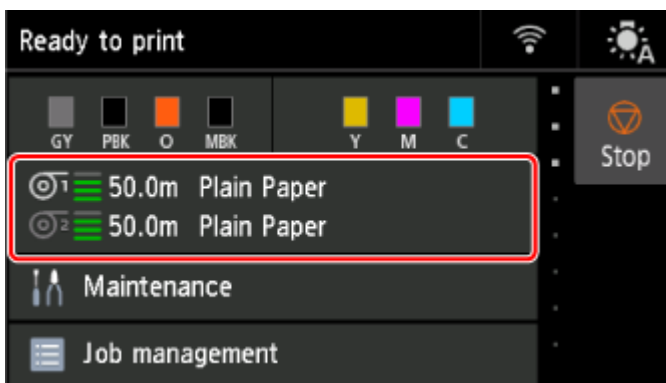 Ready to print
A
GY PBK O MBK Y M C
Stop
1 50.0m Plain Paper
2 50.0m Plain Paper
Maintenance
Job management